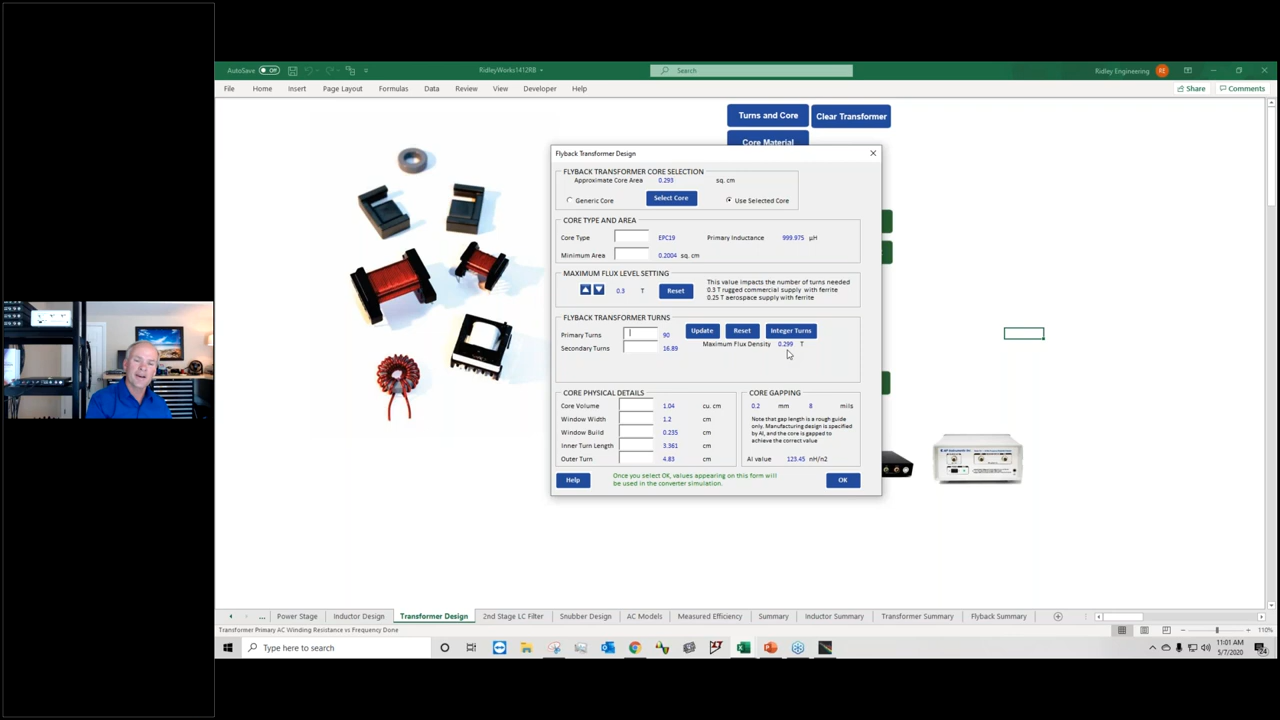 AutoSave Off RidleyWorks1412RB Search Ridley Engineering RE
File Home Insert Page Layout Formulas Data Review View Developer Help Share Comments
Turns and Core Clear Transformer
Core Material
Flyback Transformer Design
FLYBACK TRANSFORMER CORE SELECTION
Approximate Core Area 0.293 sq. cm
Generic Core Select Core Use Selected Core
CORE TYPE AND AREA
Core Type EPC19 Primary Inductance 999.975 µH
Minimum Area 0.2004 sq. cm
MAXIMUM FLUX LEVEL SETTING
0.3 T Reset
This value impacts the number of turns needed
0.3 T rugged commercial supply with ferrite
0.25 T aerospace supply with ferrite
FLYBACK TRANSFORMER TURNS
Primary Turns 90 Update Reset Integer Turns
Secondary Turns 16.89 Maximum Flux Density 0.299 T
CORE PHYSICAL DETAILS
Core Volume 1.04 cu. cm
Window Width 1.2 cm
Window Build 0.235 cm
Inner Turn Length 3.361 cm
Outer Turn 4.83 cm
CORE GAPPING
0.2 mm 8 mils
Note that gap length is a rough guide
only. Manufacturing design is specified
by Al, and the core is gapped to
achieve the correct value
Al value 123.45 nH/n2
Help Once you select OK, values appearing on this form will
be used in the converter simulation. OK
... Power Stage Inductor Design Transformer Design 2nd Stage LC Filter Snubber Design AC Models Measured Efficiency Summary Inductor Summary Transformer Summary Flyback Summary
Transformer Primary AC Winding Resistance vs Frequency Done 110%
Type here to search 11:01 AM
5/7/2020